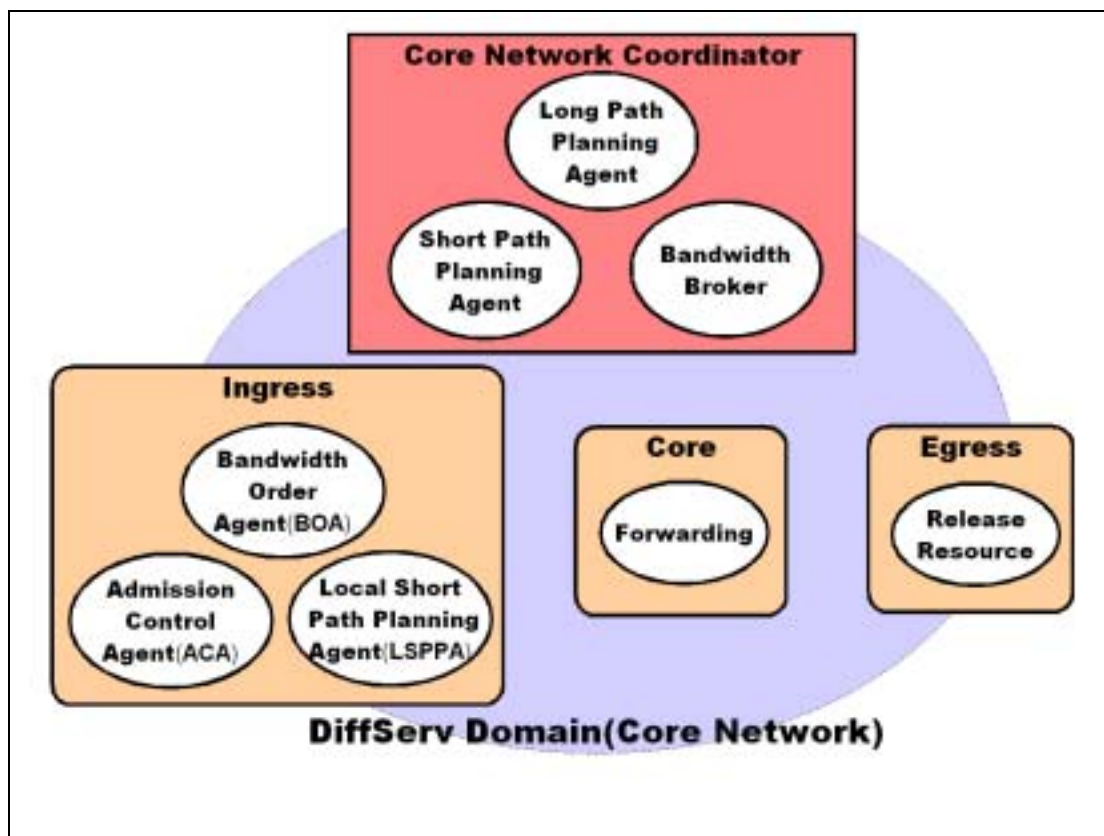 Core Network Coordinator
Long Path
Planning
Agent
Short Path
Planning
Agent
Bandwidth
Broker
Ingress
Bandwidth
Order
Agent(BOA)
Admission
Control
Agent(ACA)
Local Short
Path Planning
Agent(LSPPA)
Core
Forwarding
Egress
Release
Resource
DiffServ Domain(Core Network)